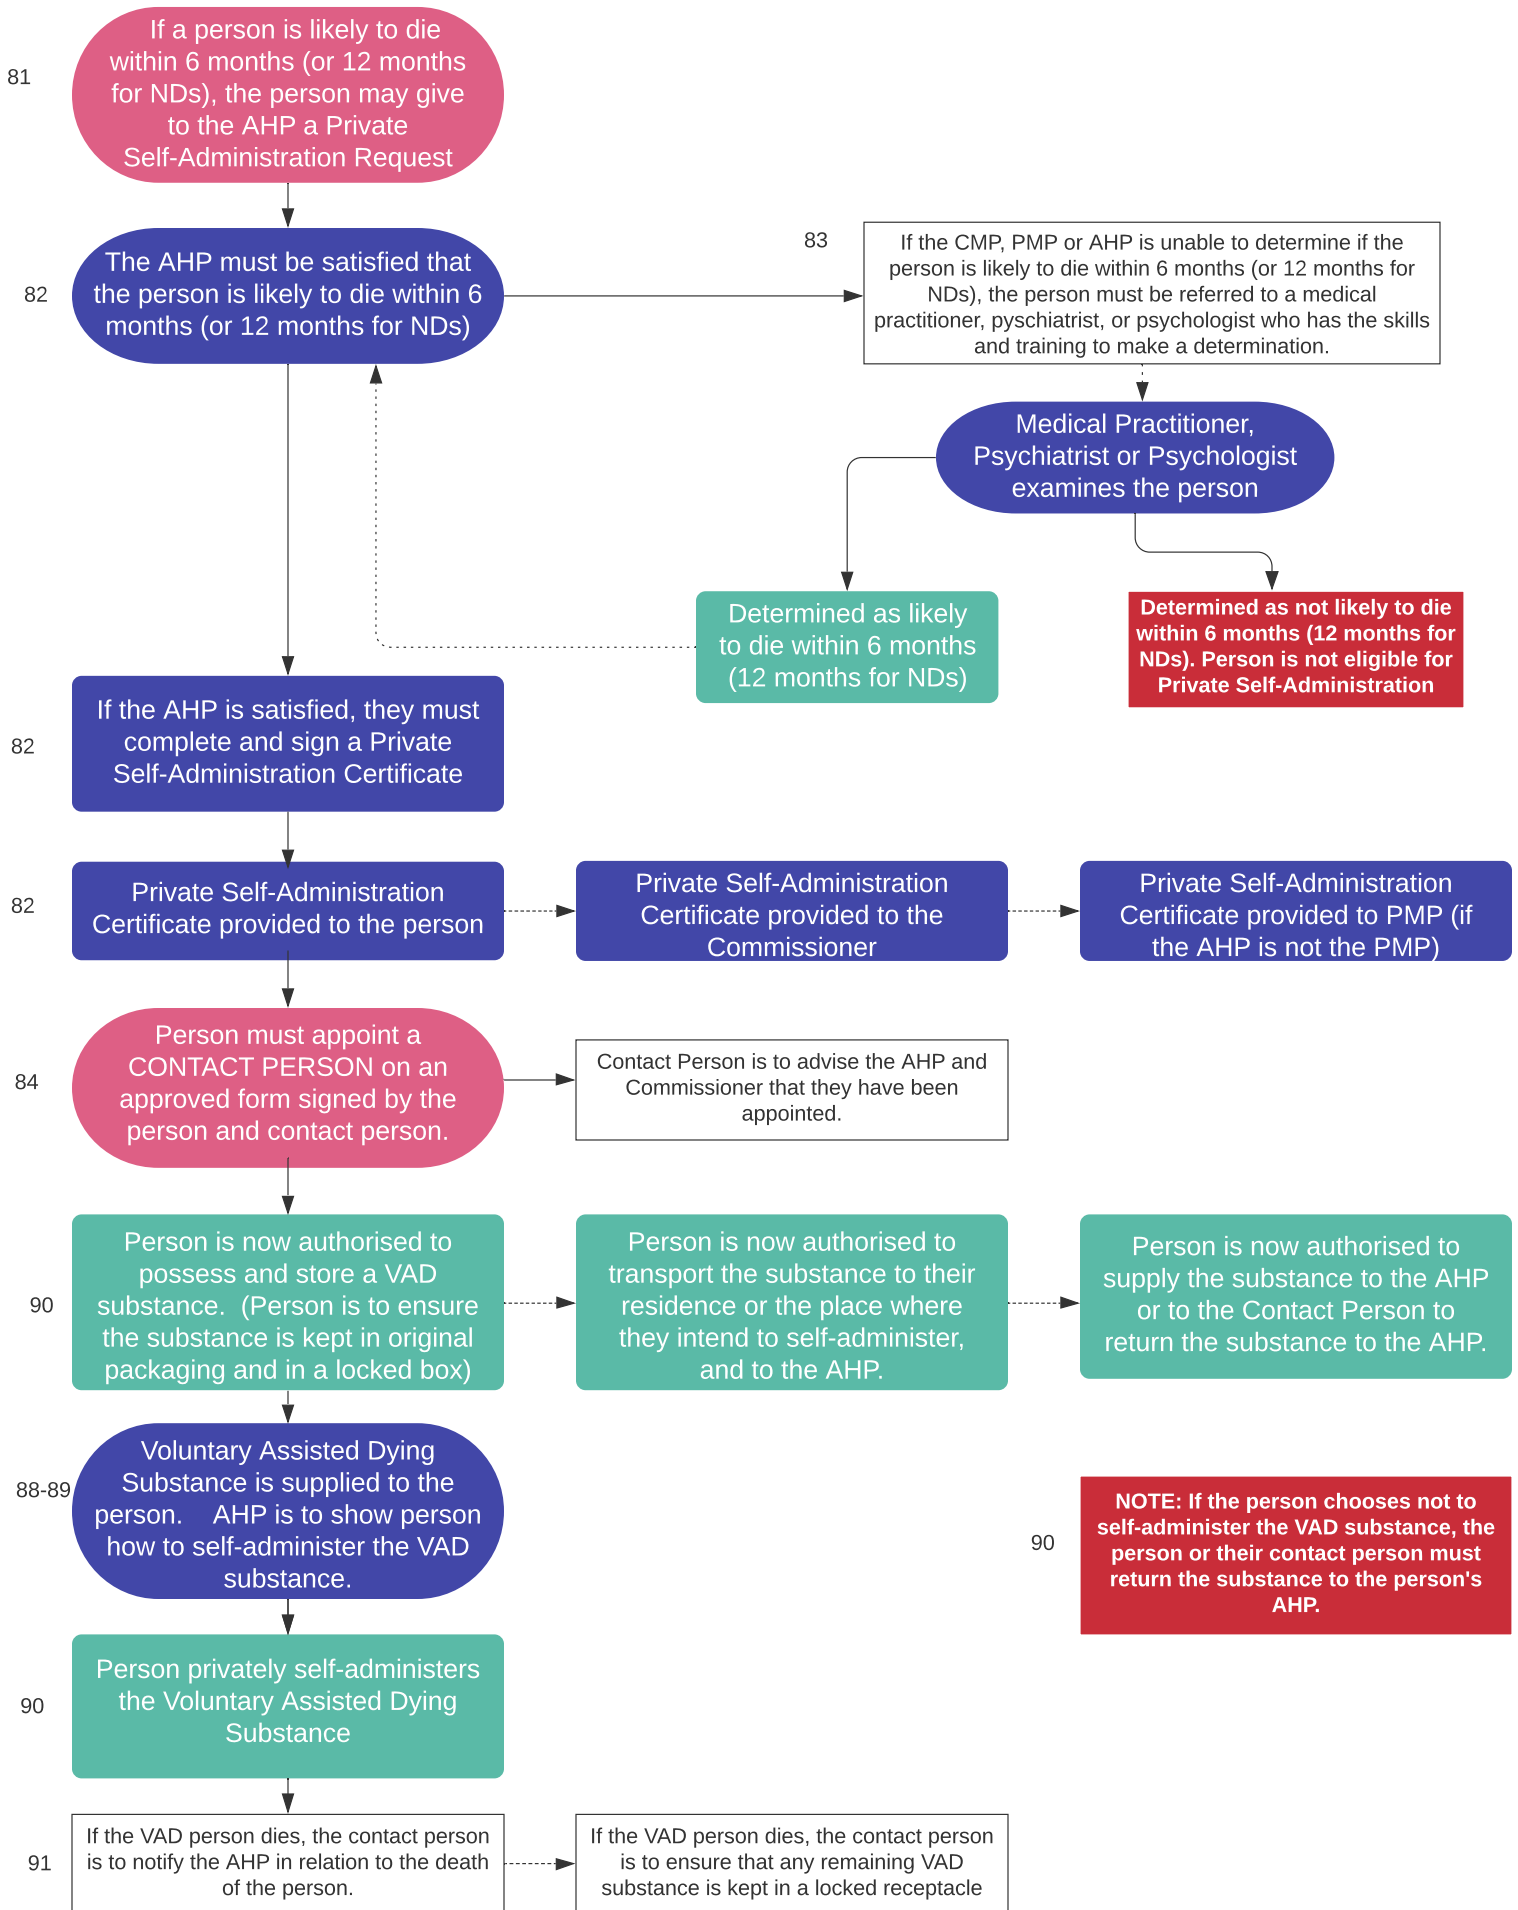 81
If a person is likely to die
within 6 months (or 12 months
for NDs), the person may give
to the AHP a Private
Self-Administration Request
82
The AHP must be satisfied that
the person is likely to die within 6
months (or 12 months for NDs)
83
If the CMP, PMP or AHP is unable to determine if the
person is likely to die within 6 months (or 12 months for
NDs), the person must be referred to a medical
practitioner, pyschiatrist, or psychologist who has the skills
and training to make a determination.
Medical Practitioner,
Psychiatrist or Psychologist
examines the person
Determined as likely
to die within 6 months
(12 months for NDs)
Determined as not likely to die
within 6 months (12 months for
NDs). Person is not eligible for
Private Self-Administration
82
If the AHP is satisfied, they must
complete and sign a Private
Self-Administration Certificate
82
Private Self-Administration
Certificate provided to the person
Private Self-Administration
Certificate provided to the
Commissioner
Private Self-Administration
Certificate provided to PMP (if
the AHP is not the PMP)
84
Person must appoint a
CONTACT PERSON on an
approved form signed by the
person and contact person.
Contact Person is to advise the AHP and
Commissioner that they have been
appointed.
90
Person is now authorised to
possess and store a VAD
substance. (Person is to ensure
the substance is kept in original
packaging and in a locked box)
Person is now authorised to
transport the substance to their
residence or the place where
they intend to self-administer,
and to the AHP.
Person is now authorised to
supply the substance to the AHP
or to the Contact Person to
return the substance to the AHP.
88-89
Voluntary Assisted Dying
Substance is supplied to the
person. AHP is to show person
how to self-administer the VAD
substance.
90
NOTE: If the person chooses not to
self-administer the VAD substance, the
person or their contact person must
return the substance to the person's
AHP.
90
Person privately self-administers
the Voluntary Assisted Dying
Substance
91
If the VAD person dies, the contact person
is to notify the AHP in relation to the death
of the person.
If the VAD person dies, the contact person
is to ensure that any remaining VAD
substance is kept in a locked receptacle